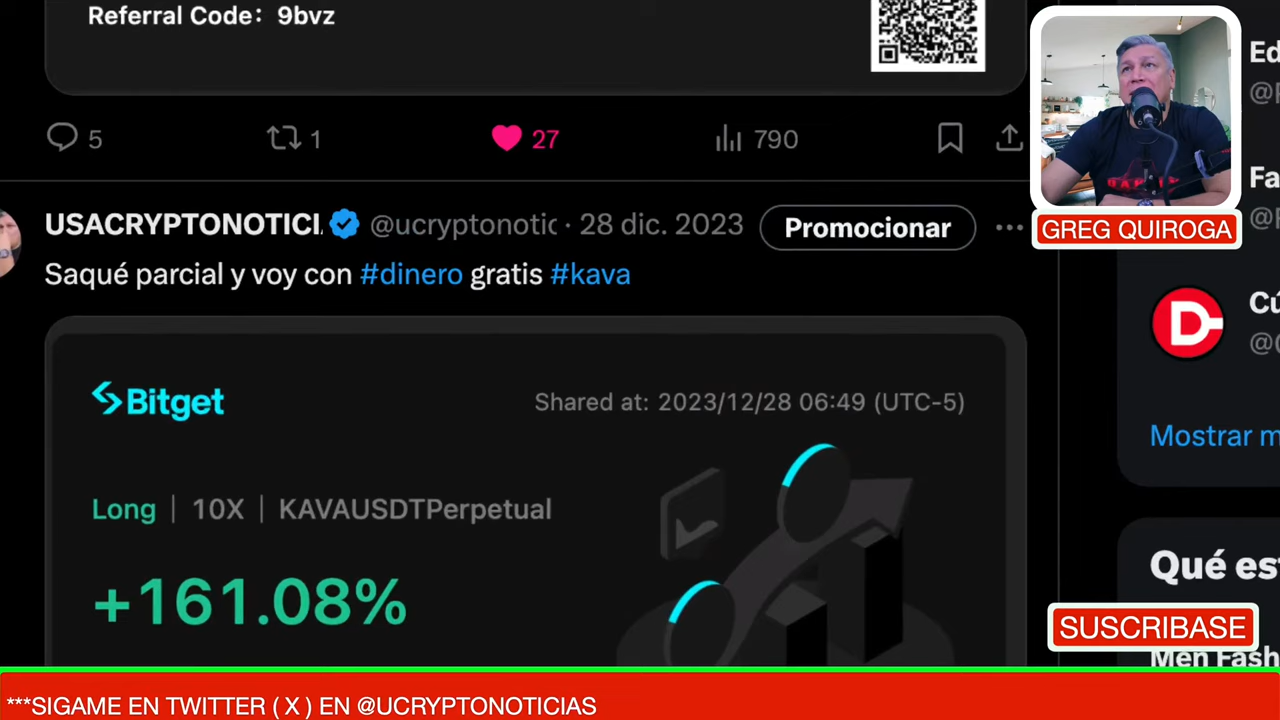 Referral Code: 9bvz
5
1
27
790
USACRYPTONOTICI
@ucryptonotic · 28 dic. 2023
Promocionar
Saqué parcial y voy con #dinero gratis #kava
Bitget
Shared at: 2023/12/28 06:49 (UTC-5)
Long | 10X | KAVAUSDTPerpetual
+161.08%
GREG QUIROGA
Ed
Fa
Cú
Mostrar m
Qué es
SUSCRIBASE
Men Fash
***SIGAME EN TWITTER ( X ) EN @UCRYPTONOTICIAS